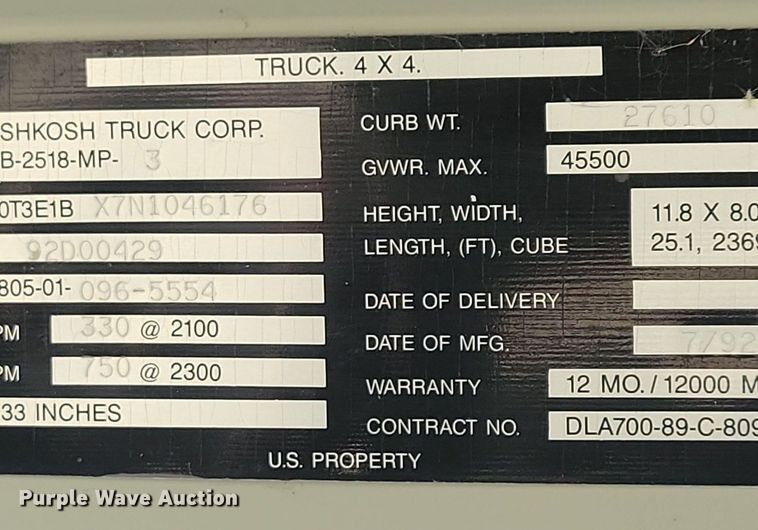 TRUCK. 4 X 4.
SHKOSH TRUCK CORP.
B-2518-MP- 3
0T3E1B X7N1046176
92D00429
805-01- 096-5554
PM 330 @ 2100
PM 750 @ 2300
33 INCHES
CURB WT. 27610
GVWR. MAX. 45500
HEIGHT, WIDTH, 11.8 X 8.0
LENGTH, (FT), CUBE 25.1, 2369
DATE OF DELIVERY
DATE OF MFG. 7/92
WARRANTY 12 MO./12000 M
CONTRACT NO. DLA700-89-C-809
U.S. PROPERTY
Purple Wave Auction